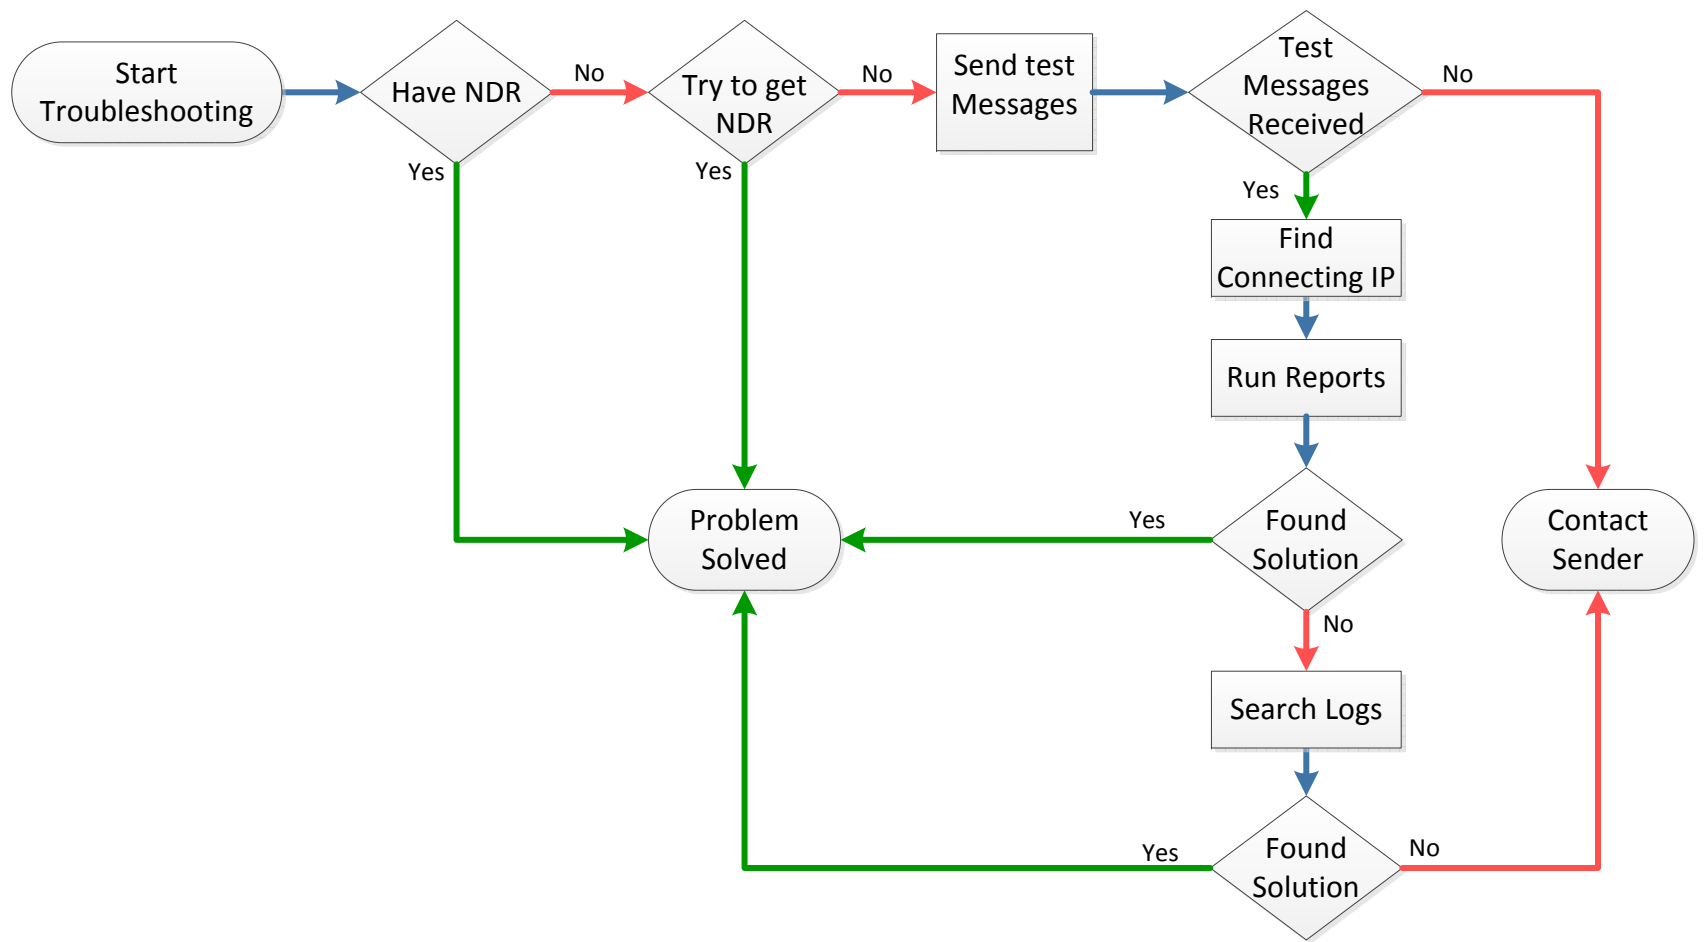 Start
Troubleshooting
Have NDR
No
Yes
Try to get
NDR
No
Yes
Send test
Messages
Test
Messages
Received
No
Yes
Find
Connecting IP
Run Reports
Found
Solution
Yes
No
Problem
Solved
Contact
Sender
Search Logs
Found
Solution
Yes
No